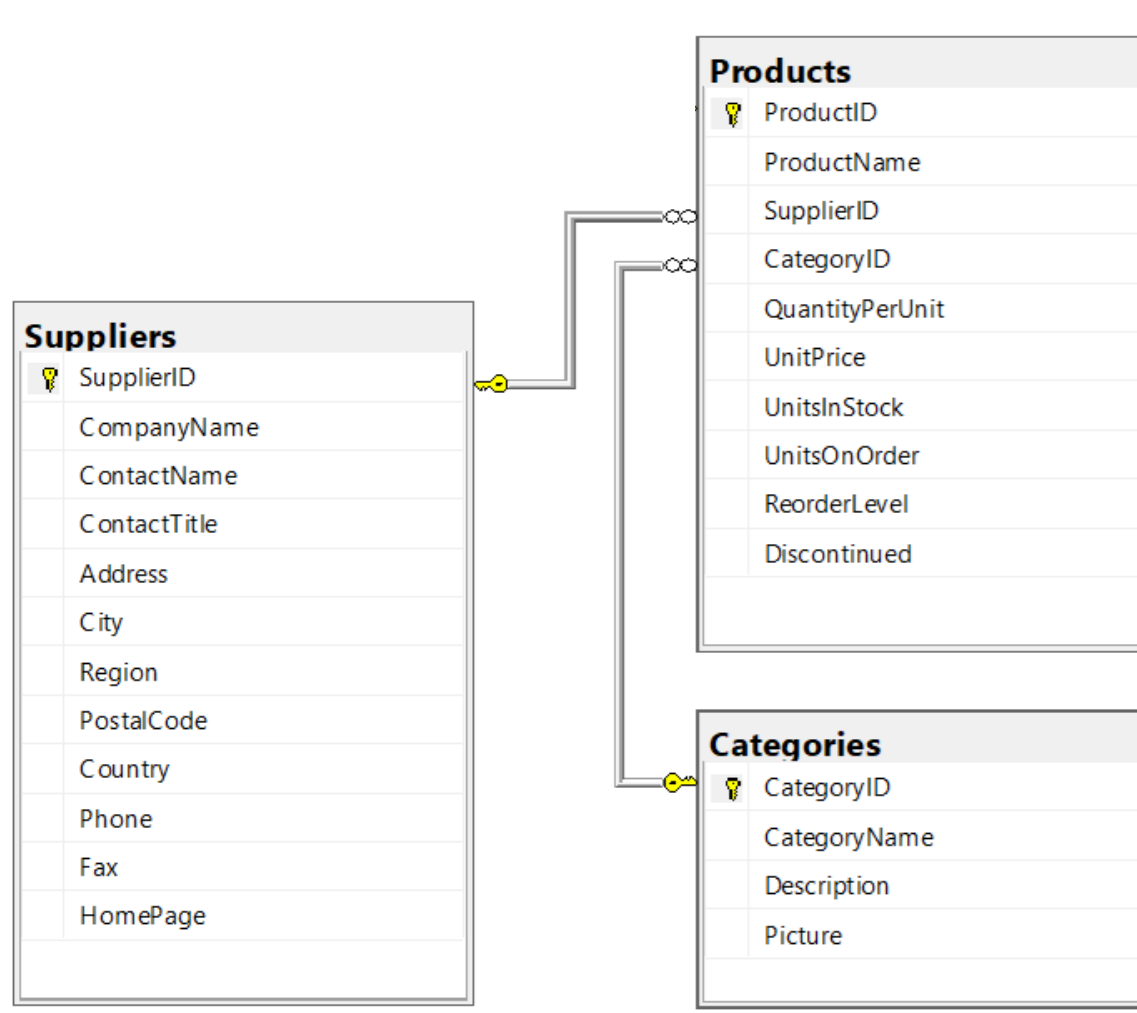 Products
ProductID
ProductName
SupplierID
CategoryID
QuantityPerUnit
UnitPrice
UnitsInStock
UnitsOnOrder
ReorderLevel
Discontinued
Suppliers
SupplierID
CompanyName
ContactName
ContactTitle
Address
City
Region
PostalCode
Country
Phone
Fax
HomePage
Categories
CategoryID
CategoryName
Description
Picture